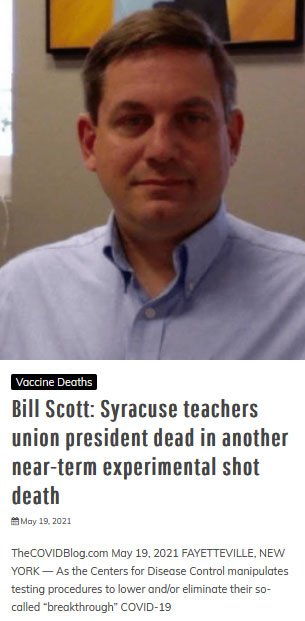 Vaccine Deaths
Bill Scott: Syracuse teachers
union president dead in another
near-term experimental shot
death
May 19, 2021
TheCOVIDBlog.com May 19, 2021 FAYETTEVILLE, NEW
YORK — As the Centers for Disease Control manipulates
testing procedures to lower and/or eliminate their so-
called “breakthrough” COVID-19